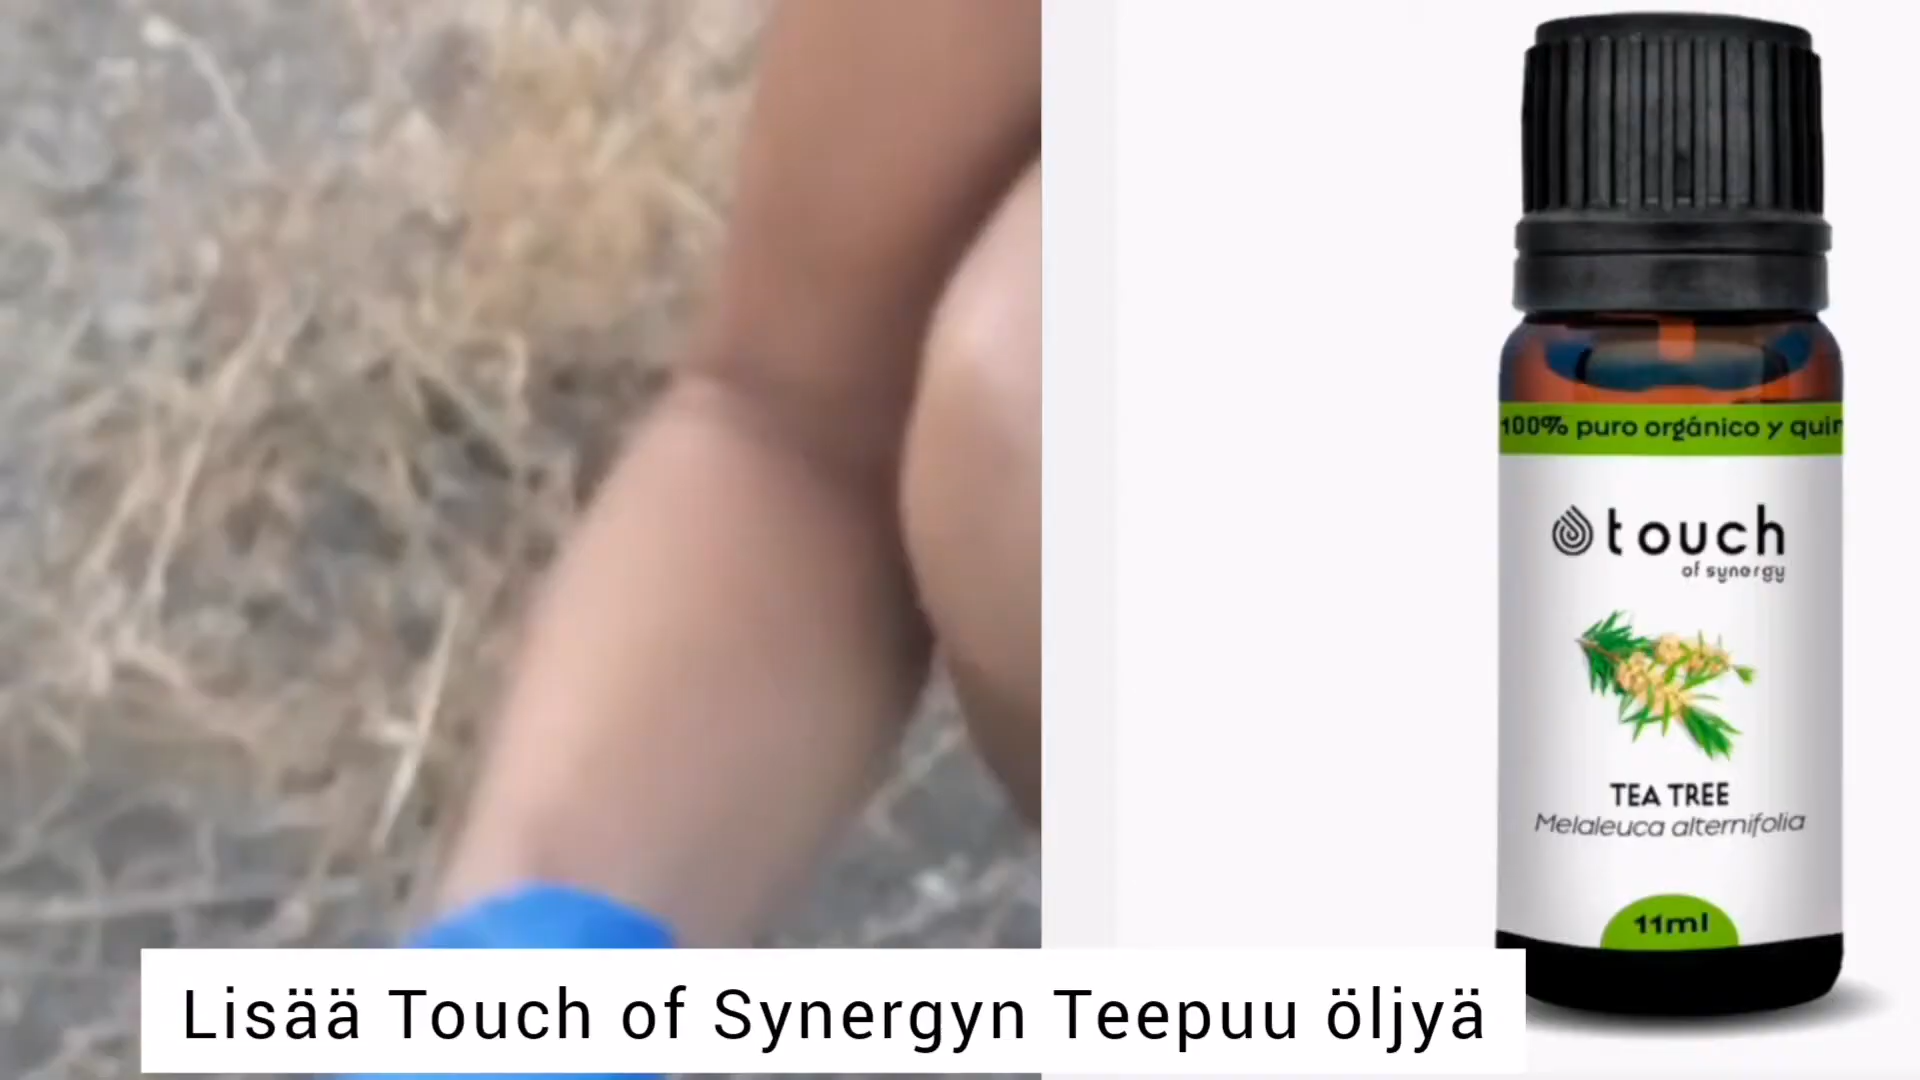 100% puro orgánico y quir
touch
of synergy
TEA TREE
Melaleuca alternifolia
11ml
Lisää Touch of Synergyn Teepuu öljyä